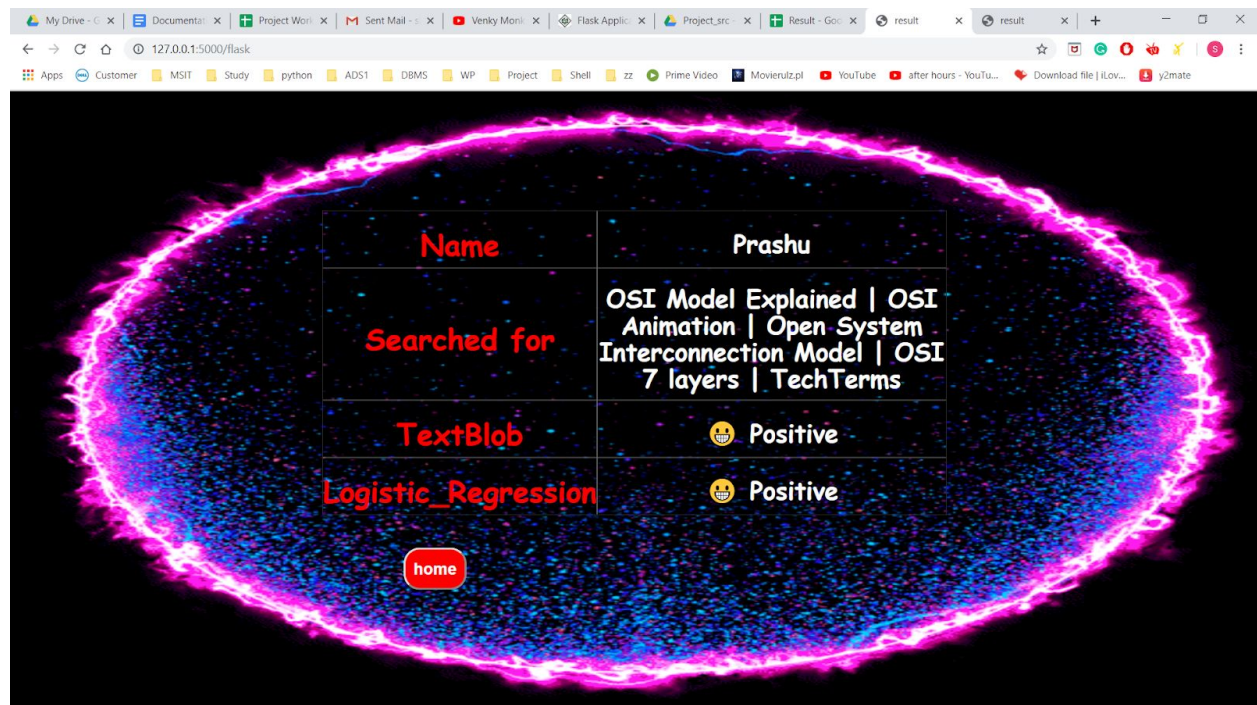 My Drive - G
Documentat
Project Wor
Sent Mail - s
Venky Monk
Flask Applic
Project_src -
Result - Goo
result
result
127.0.0.1:5000/flask
Apps
Customer
MSIT
Study
python
ADS1
DBMS
WP
Project
Shell
zz
Prime Video
Movierulz.pl
YouTube
after hours - YouTu...
Download file | iLov...
y2mate
Name
Prashu
Searched for
OSI Model Explained | OSI
Animation | Open System
Interconnection Model | OSI
7 layers | TechTerms
TextBlob
😀 Positive
Logistic_Regression
😀 Positive
home